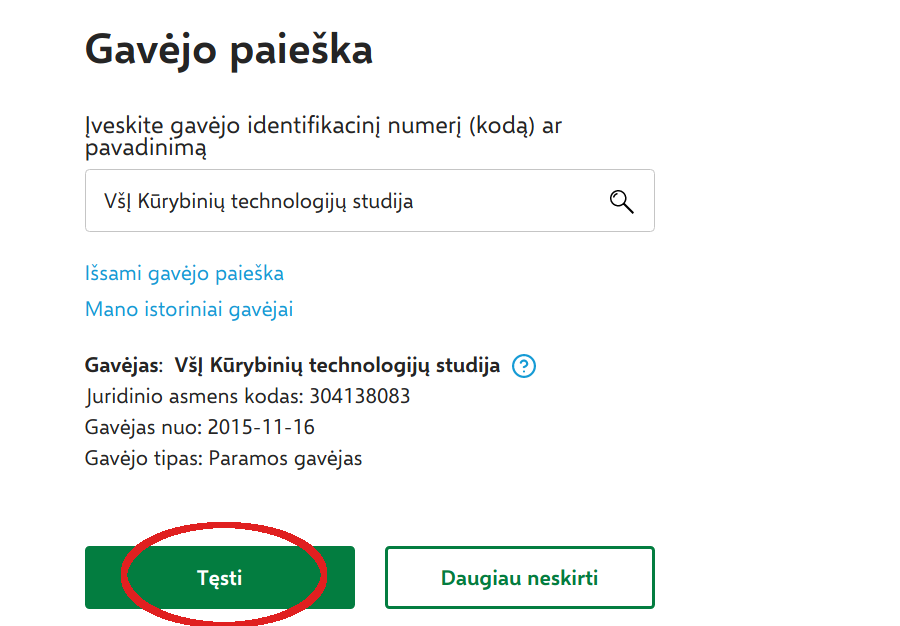 Gavėjo paieška
Įveskite gavėjo identifikacinį numerį (kodą) ar
pavadinimą
VšĮ Kūrybinių technologijų studija
Išsami gavėjo paieška
Mano istoriniai gavėjai
Gavėjas: VšĮ Kūrybinių technologijų studija ?
Juridinio asmens kodas: 304138083
Gavėjas nuo: 2015-11-16
Gavėjo tipas: Paramos gavėjas
Tęsti
Daugiau neskirti